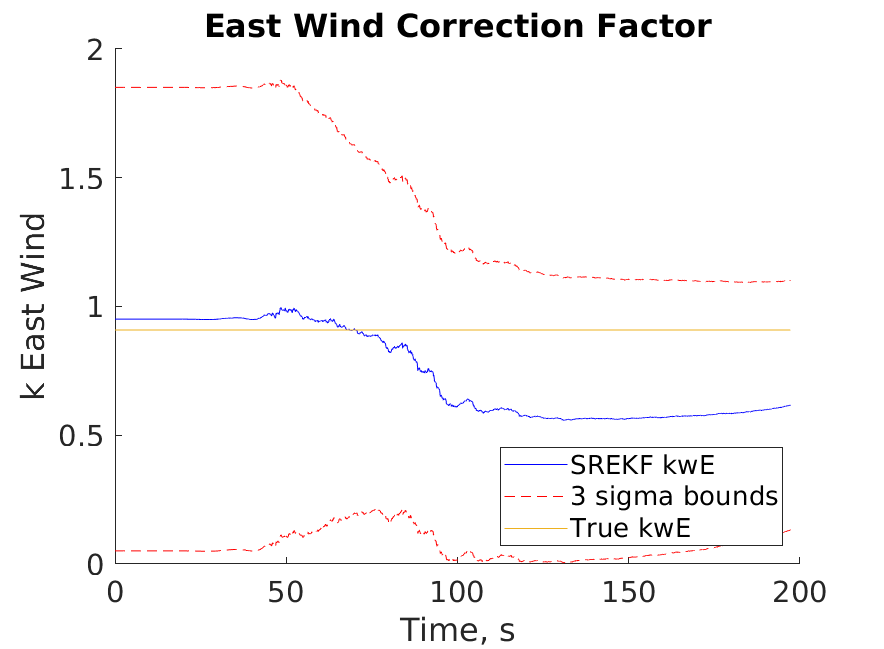 East Wind Correction Factor
2
1.5
1
0.5
0
k East Wind
SREKF kwE
3 sigma bounds
True kwE
0 50 100 150 200
Time, s